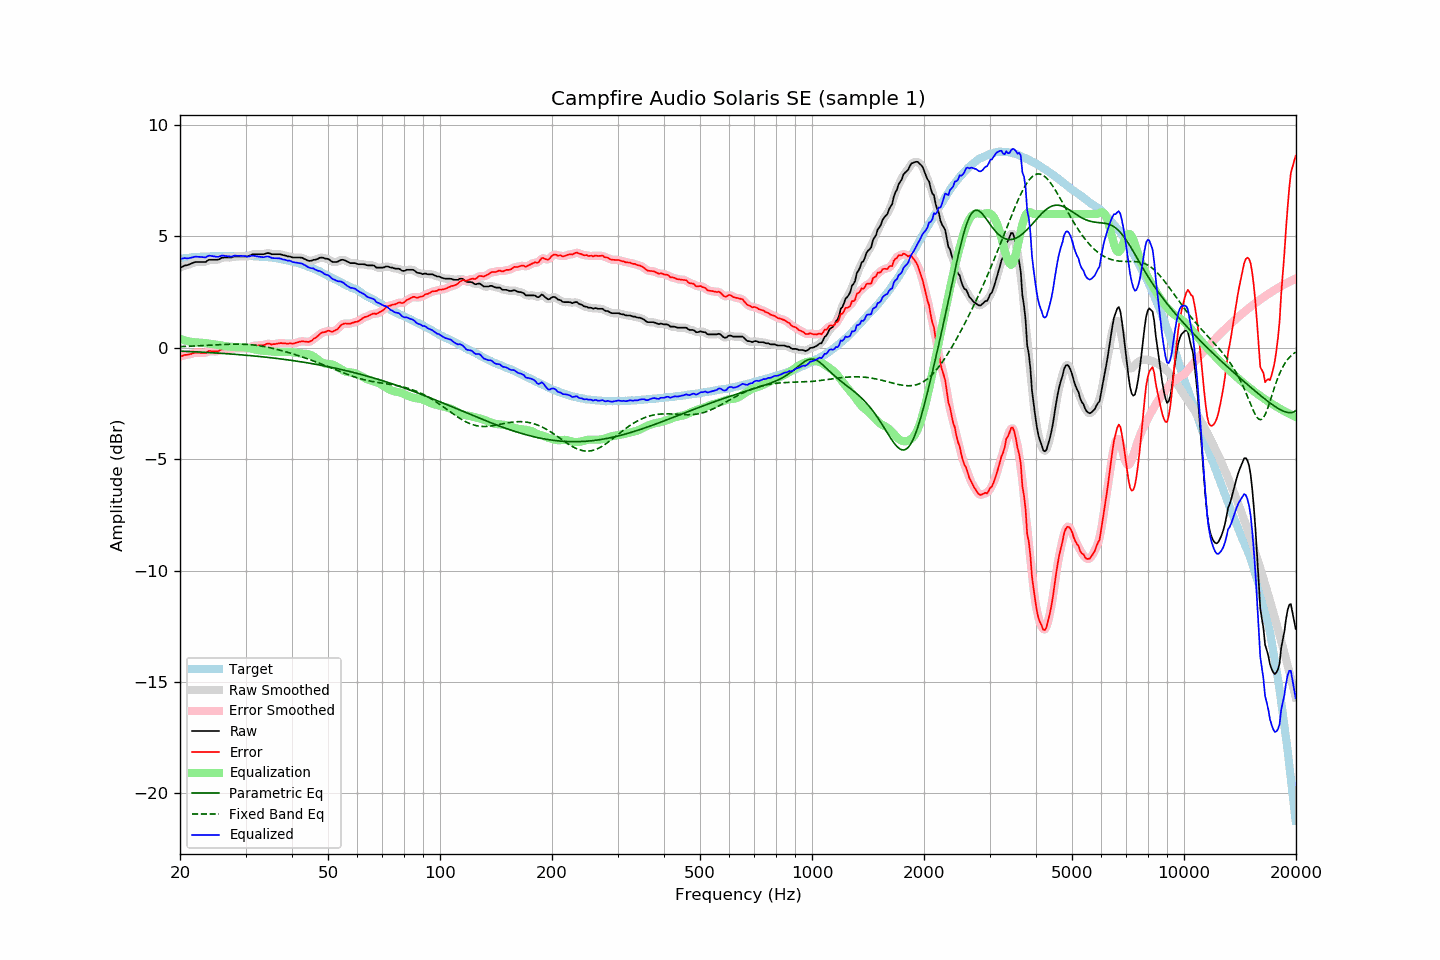 Campfire Audio Solaris SE (sample 1)
10
5
0
−5
−10
−15
−20
Amplitude (dBr)
Target
Raw Smoothed
Error Smoothed
Raw
Error
Equalization
Parametric Eq
Fixed Band Eq
Equalized
20 50 100 200 500 1000 2000 5000 10000 20000
Frequency (Hz)